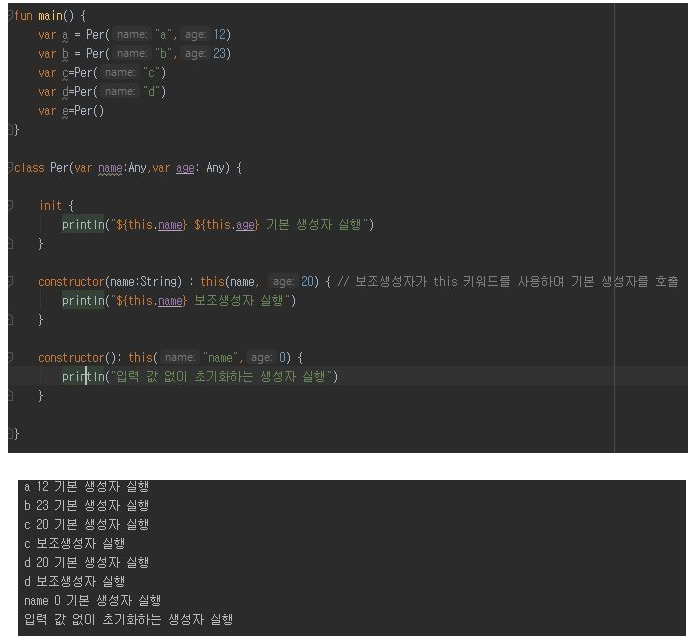 fun main() {
var a = Per( name: "a", age: 12)
var b = Per( name: "b", age: 23)
var c=Per( name: "c")
var d=Per( name: "d")
var e=Per()
}
class Per(var name:Any,var age: Any) {
init {
println("${this.name} ${this.age} 기본 생성자 실행")
}
constructor(name:String) : this(name, age: 20) { // 보조생성자가 this 키워드를 사용하여 기본 생성자를 호출
println("${this.name} 보조생성자 실행")
}
constructor(): this( name: "name", age: 0) {
println("입력 값 없이 초기화하는 생성자 실행")
}
}
a 12 기본 생성자 실행
b 23 기본 생성자 실행
c 20 기본 생성자 실행
c 보조생성자 실행
d 20 기본 생성자 실행
d 보조생성자 실행
name 0 기본 생성자 실행
입력 값 없이 초기화하는 생성자 실행